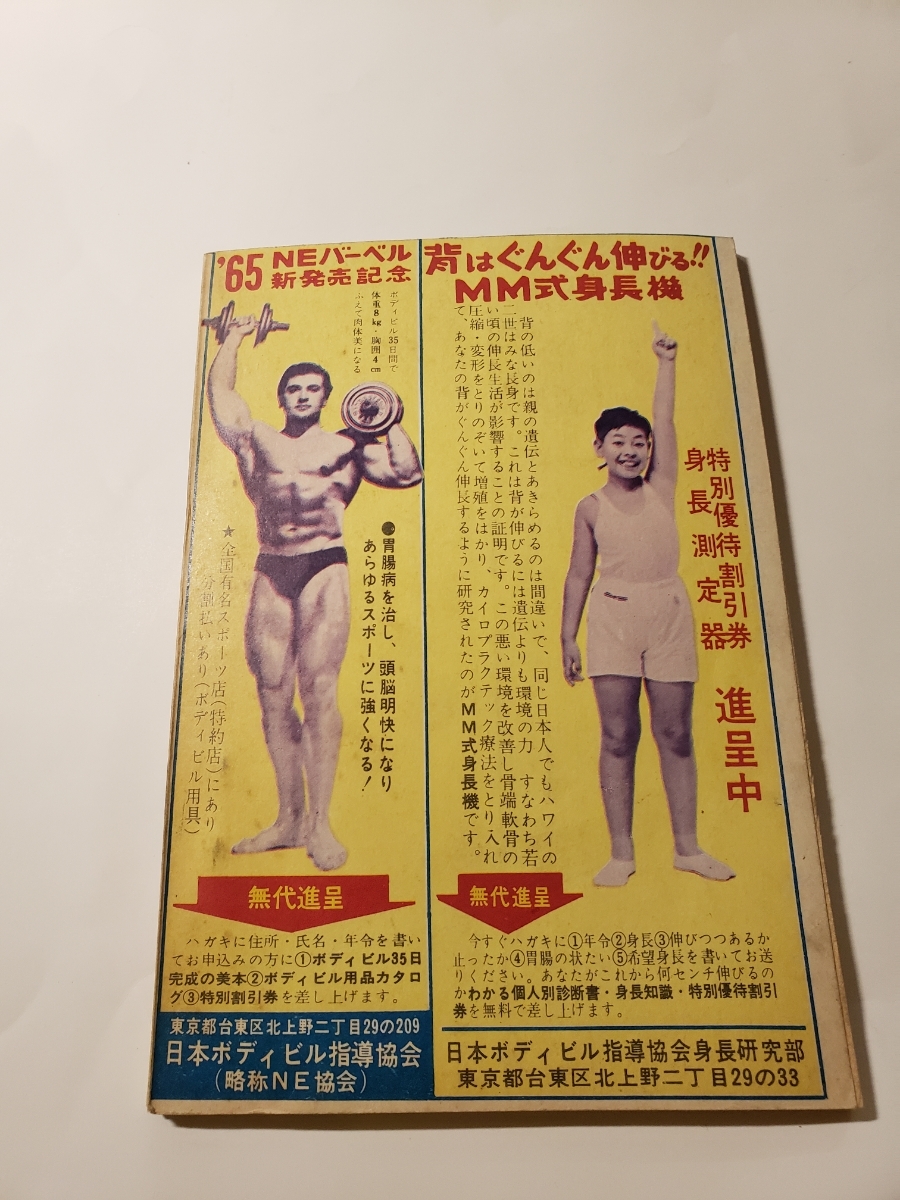 '65 NEバーベル
新発売記念
ボディビル35日間で
体重8kg・胸囲4cm
ふえて肉体美になる
●胃腸病を治し、頭脳明快になり
あらゆるスポーツに強くなる!
★全国有名スポーツ店(特約店)にあり
分割払いあり(ボディビル用具)
無代進呈
ハガキに住所・氏名・年令を書い
てお申込みの方に①ボディビル35日
完成の美本②ボディビル用品カタロ
グ③特別割引券を差し上げます。
東京都台東区北上野二丁目29の209
日本ボディビル指導協会
(略称NE協会)
背はぐんぐん伸びる!!
MM式身長機
特別優待割引券
身長測定器
進呈中
背の低いのは親の遺伝とあきらめるのは間違いで、同じ日本人でもハワイの
二世はみな長身です。これは背が伸びるには遺伝よりも環境の力 すなわち若
い頃の伸長生活が影響することの証明です。この悪い環境を改善し骨端軟骨の
圧縮・変形をとりのぞいて増殖をはかり、カイロプラクテック療法をとり入れ
て、あなたの背がぐんぐん伸長するように研究されたのがMM式身長機です。
無代進呈
今すぐハガキに①年令②身長③伸びつつあるか
止ったか④胃腸の状たい⑤希望身長を書いてお送
りください。あなたがこれから何センチ伸びるの
かわかる個人別診断書・身長知識・特別優待割引
券を無料で差し上げます。
日本ボディビル指導協会身長研究部
東京都台東区北上野二丁目29の33